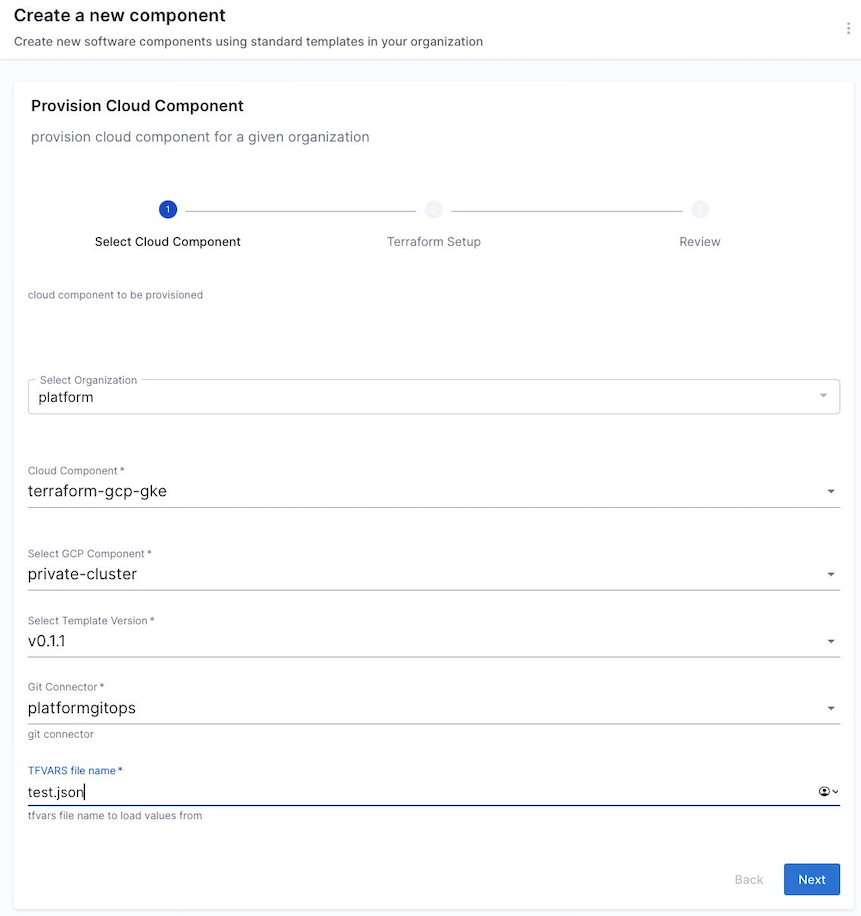 Create a new component
Create new software components using standard templates in your organization
Provision Cloud Component
provision cloud component for a given organization
1
Select Cloud Component
Terraform Setup
Review
cloud component to be provisioned
Select Organization
platform
Cloud Component *
terraform-gcp-gke
Select GCP Component *
private-cluster
Select Template Version *
v0.1.1
Git Connector *
platformgitops
git connector
TFVARS file name *
test.json
tfvars file name to load values from
Back
Next